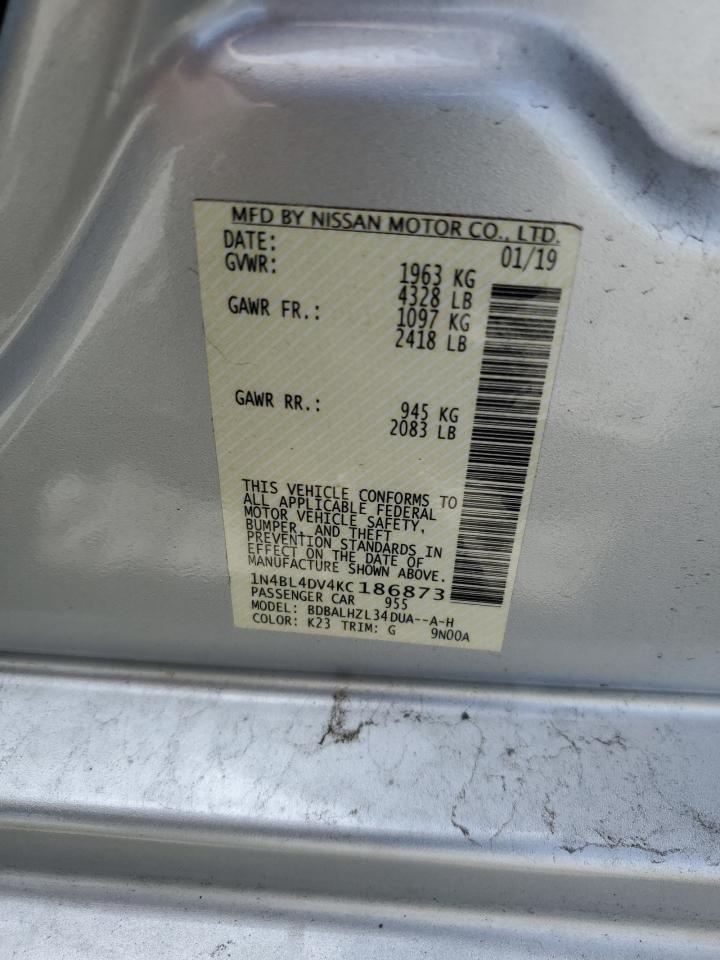 MFD BY NISSAN MOTOR CO., LTD.
DATE: 01/19
GVWR: 1963 KG
4328 LB
GAWR FR.: 1097 KG
2418 LB
GAWR RR.: 945 KG
2083 LB
THIS VEHICLE CONFORMS TO
ALL APPLICABLE FEDERAL
MOTOR VEHICLE SAFETY,
BUMPER, AND THEFT
PREVENTION STANDARDS IN
EFFECT ON THE DATE OF
MANUFACTURE SHOWN ABOVE.
1N4BL4DV4KC186873
PASSENGER CAR 955
MODEL: BDBALHZL34DUA--A-H
COLOR: K23 TRIM: G 9N00A